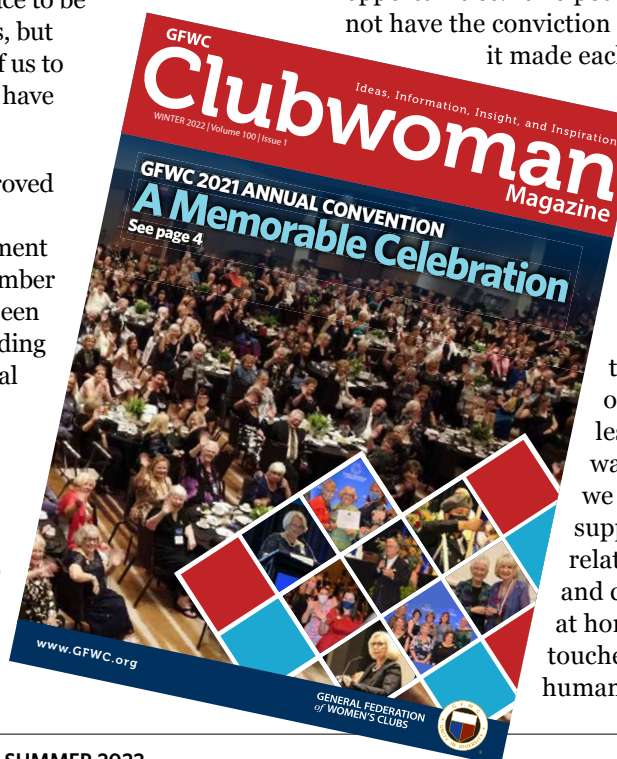 ce to be
s, but
f us to
have
roved
ment
mber
een
ding
al
not have the conviction
it made eac
GFWC
Clubwoman
Magazine
Ideas, Information, Insight, and Inspiration
WINTER 2022 | Volume 100 | Issue 1
GFWC 2021 ANNUAL CONVENTION
A Memorable Celebration
See page 4
www.GFWC.org
GENERAL FEDERATION
of WOMEN'S CLUBS
t
o
les
wa
we
supp
relat
and c
at hor
touche
human
SUMMER 2022